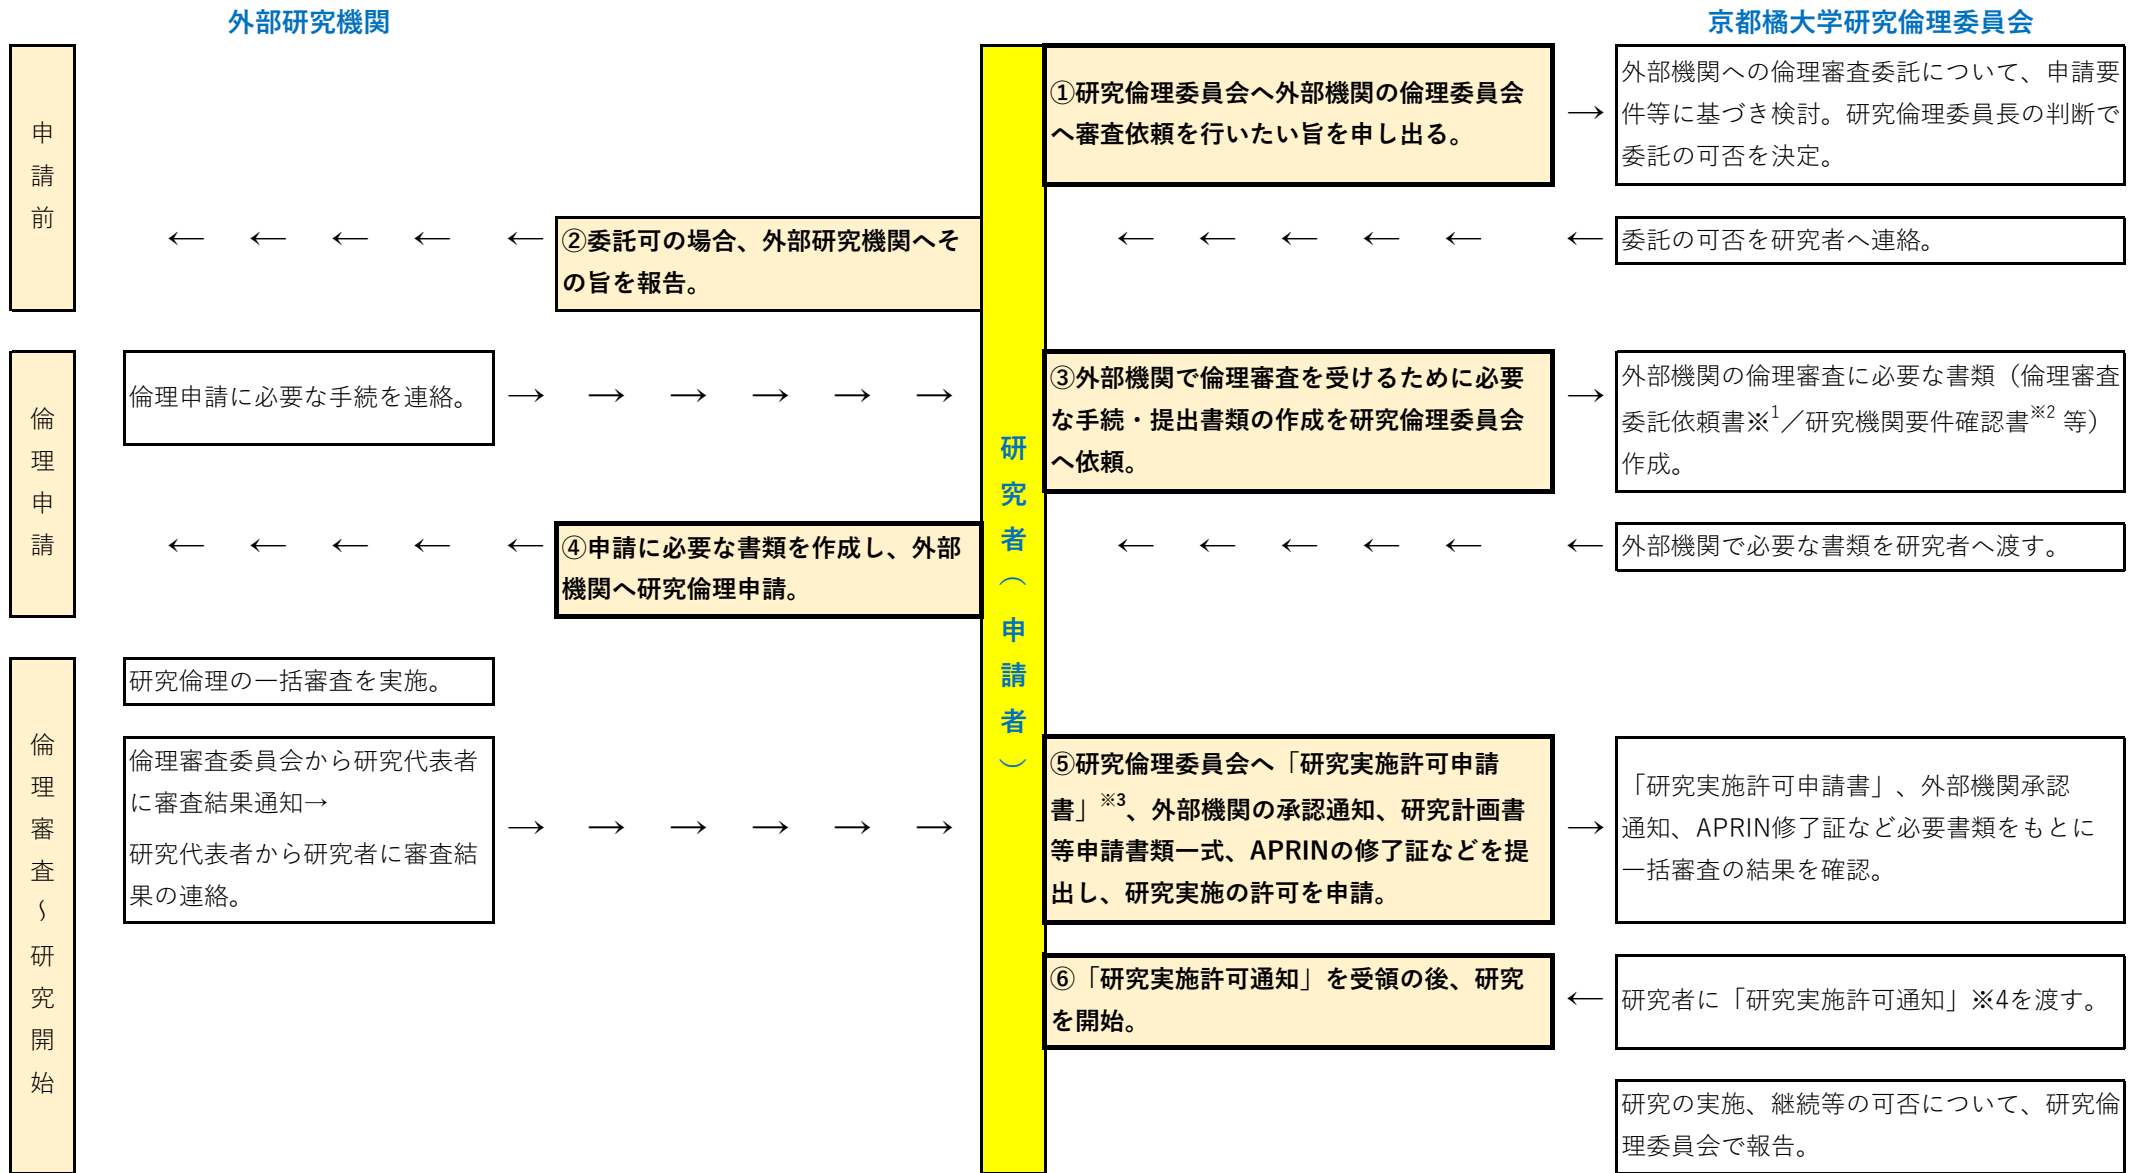 外部研究機関
京都橘大学研究倫理委員会
申請前
①研究倫理委員会へ外部機関の倫理委員会
へ審査依頼を行いたい旨を申し出る。
→
外部機関への倫理審査委託について、申請要
件等に基づき検討。研究倫理委員長の判断で
委託の可否を決定。
← ← ← ← ←
②委託可の場合、外部研究機関へそ
の旨を報告。
← ← ← ← ← ←
委託の可否を研究者へ連絡。
倫理申請
倫理申請に必要な手続を連絡。
→ → → → → →
研究者（申請者）
③外部機関で倫理審査を受けるために必要
な手続・提出書類の作成を研究倫理委員会
へ依頼。
→
外部機関の倫理審査に必要な書類（倫理審査
委託依頼書※1／研究機関要件確認書※2 等）
作成。
← ← ← ← ←
④申請に必要な書類を作成し、外部
機関へ研究倫理申請。
← ← ← ← ← ←
外部機関で必要な書類を研究者へ渡す。
倫理審査～研究開始
研究倫理の一括審査を実施。
倫理審査委員会から研究代表者
に審査結果通知→
研究代表者から研究者に審査結
果の連絡。
→ → → → → →
⑤研究倫理委員会へ「研究実施許可申請
書」※3、外部機関の承認通知、研究計画書
等申請書類一式、APRINの修了証などを提
出し、研究実施の許可を申請。
→
「研究実施許可申請書」、外部機関承認
通知、APRIN修了証など必要書類をもとに
一括審査の結果を確認。
⑥「研究実施許可通知」を受領の後、研究
を開始。
←
研究者に「研究実施許可通知」※4を渡す。
研究の実施、継続等の可否について、研究倫
理委員会で報告。